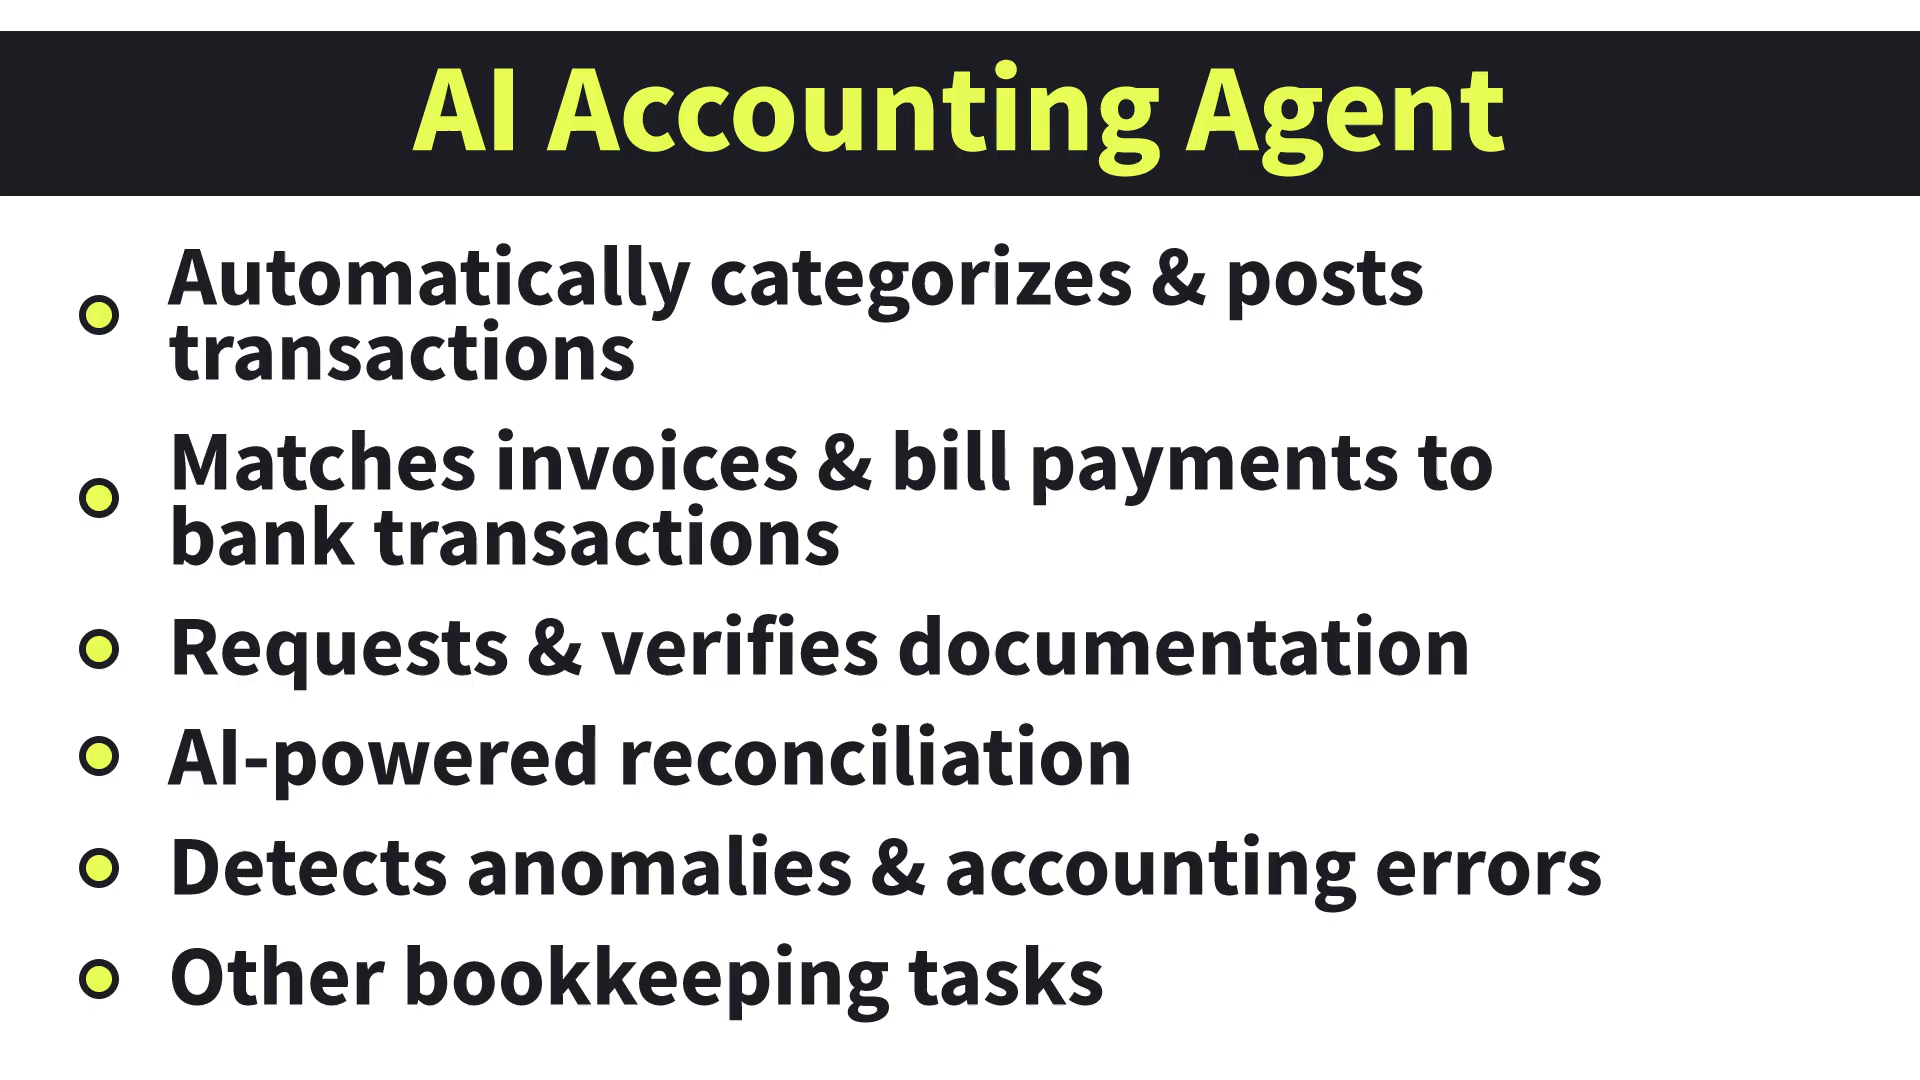 AI Accounting Agent
Automatically categorizes & posts
transactions
Matches invoices & bill payments to
bank transactions
Requests & verifies documentation
AI-powered reconciliation
Detects anomalies & accounting errors
Other bookkeeping tasks